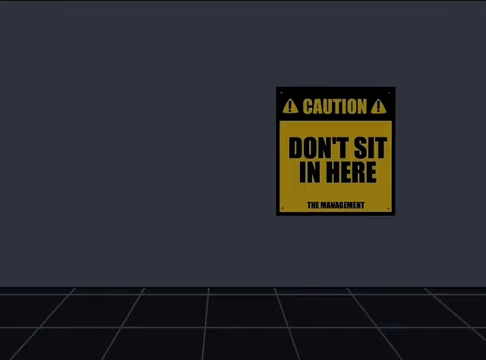 CAUTION
DON'T SIT
IN HERE
THE MANAGEMENT